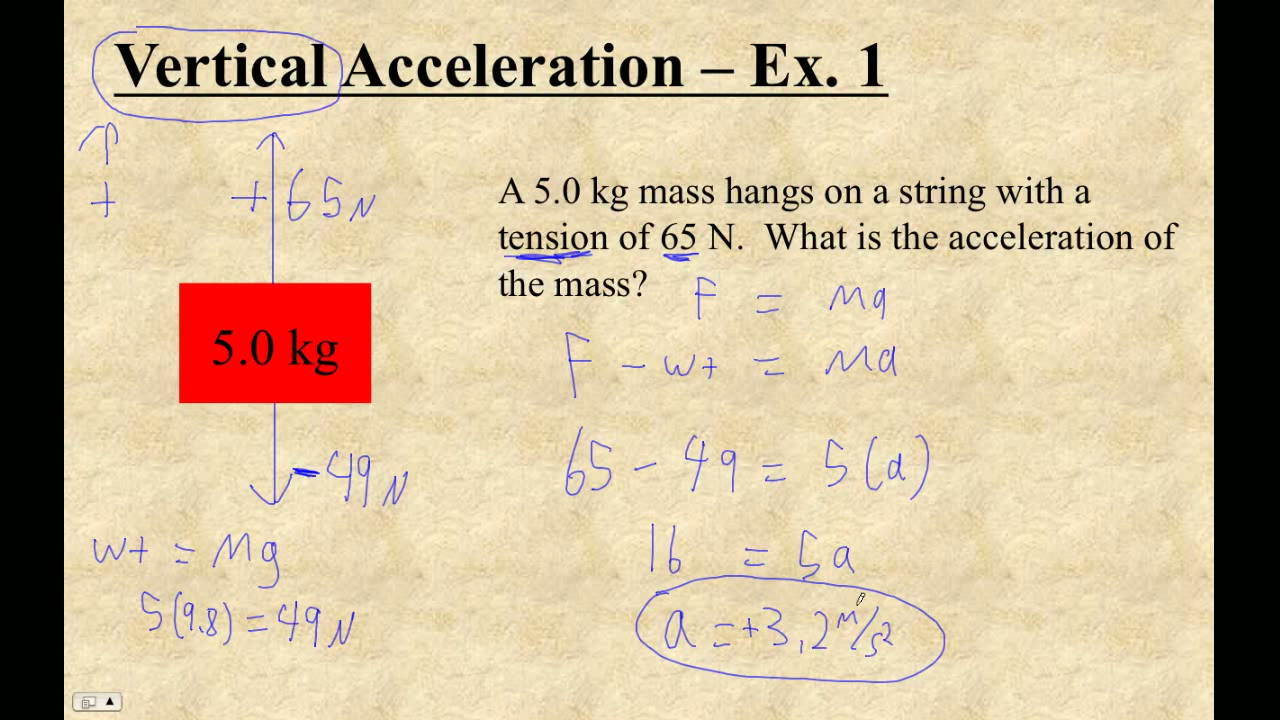 Vertical Acceleration – Ex. 1
↑
+
+65N
A 5.0 kg mass hangs on a string with a
tension of 65 N. What is the acceleration of
the mass?
F = Ma
F - wt = Ma
5.0 kg
65 - 49 = 5(a)
-49N
wt = Mg
16 = 5a
5(9.8) = 49N
a = +3.2 m/s²